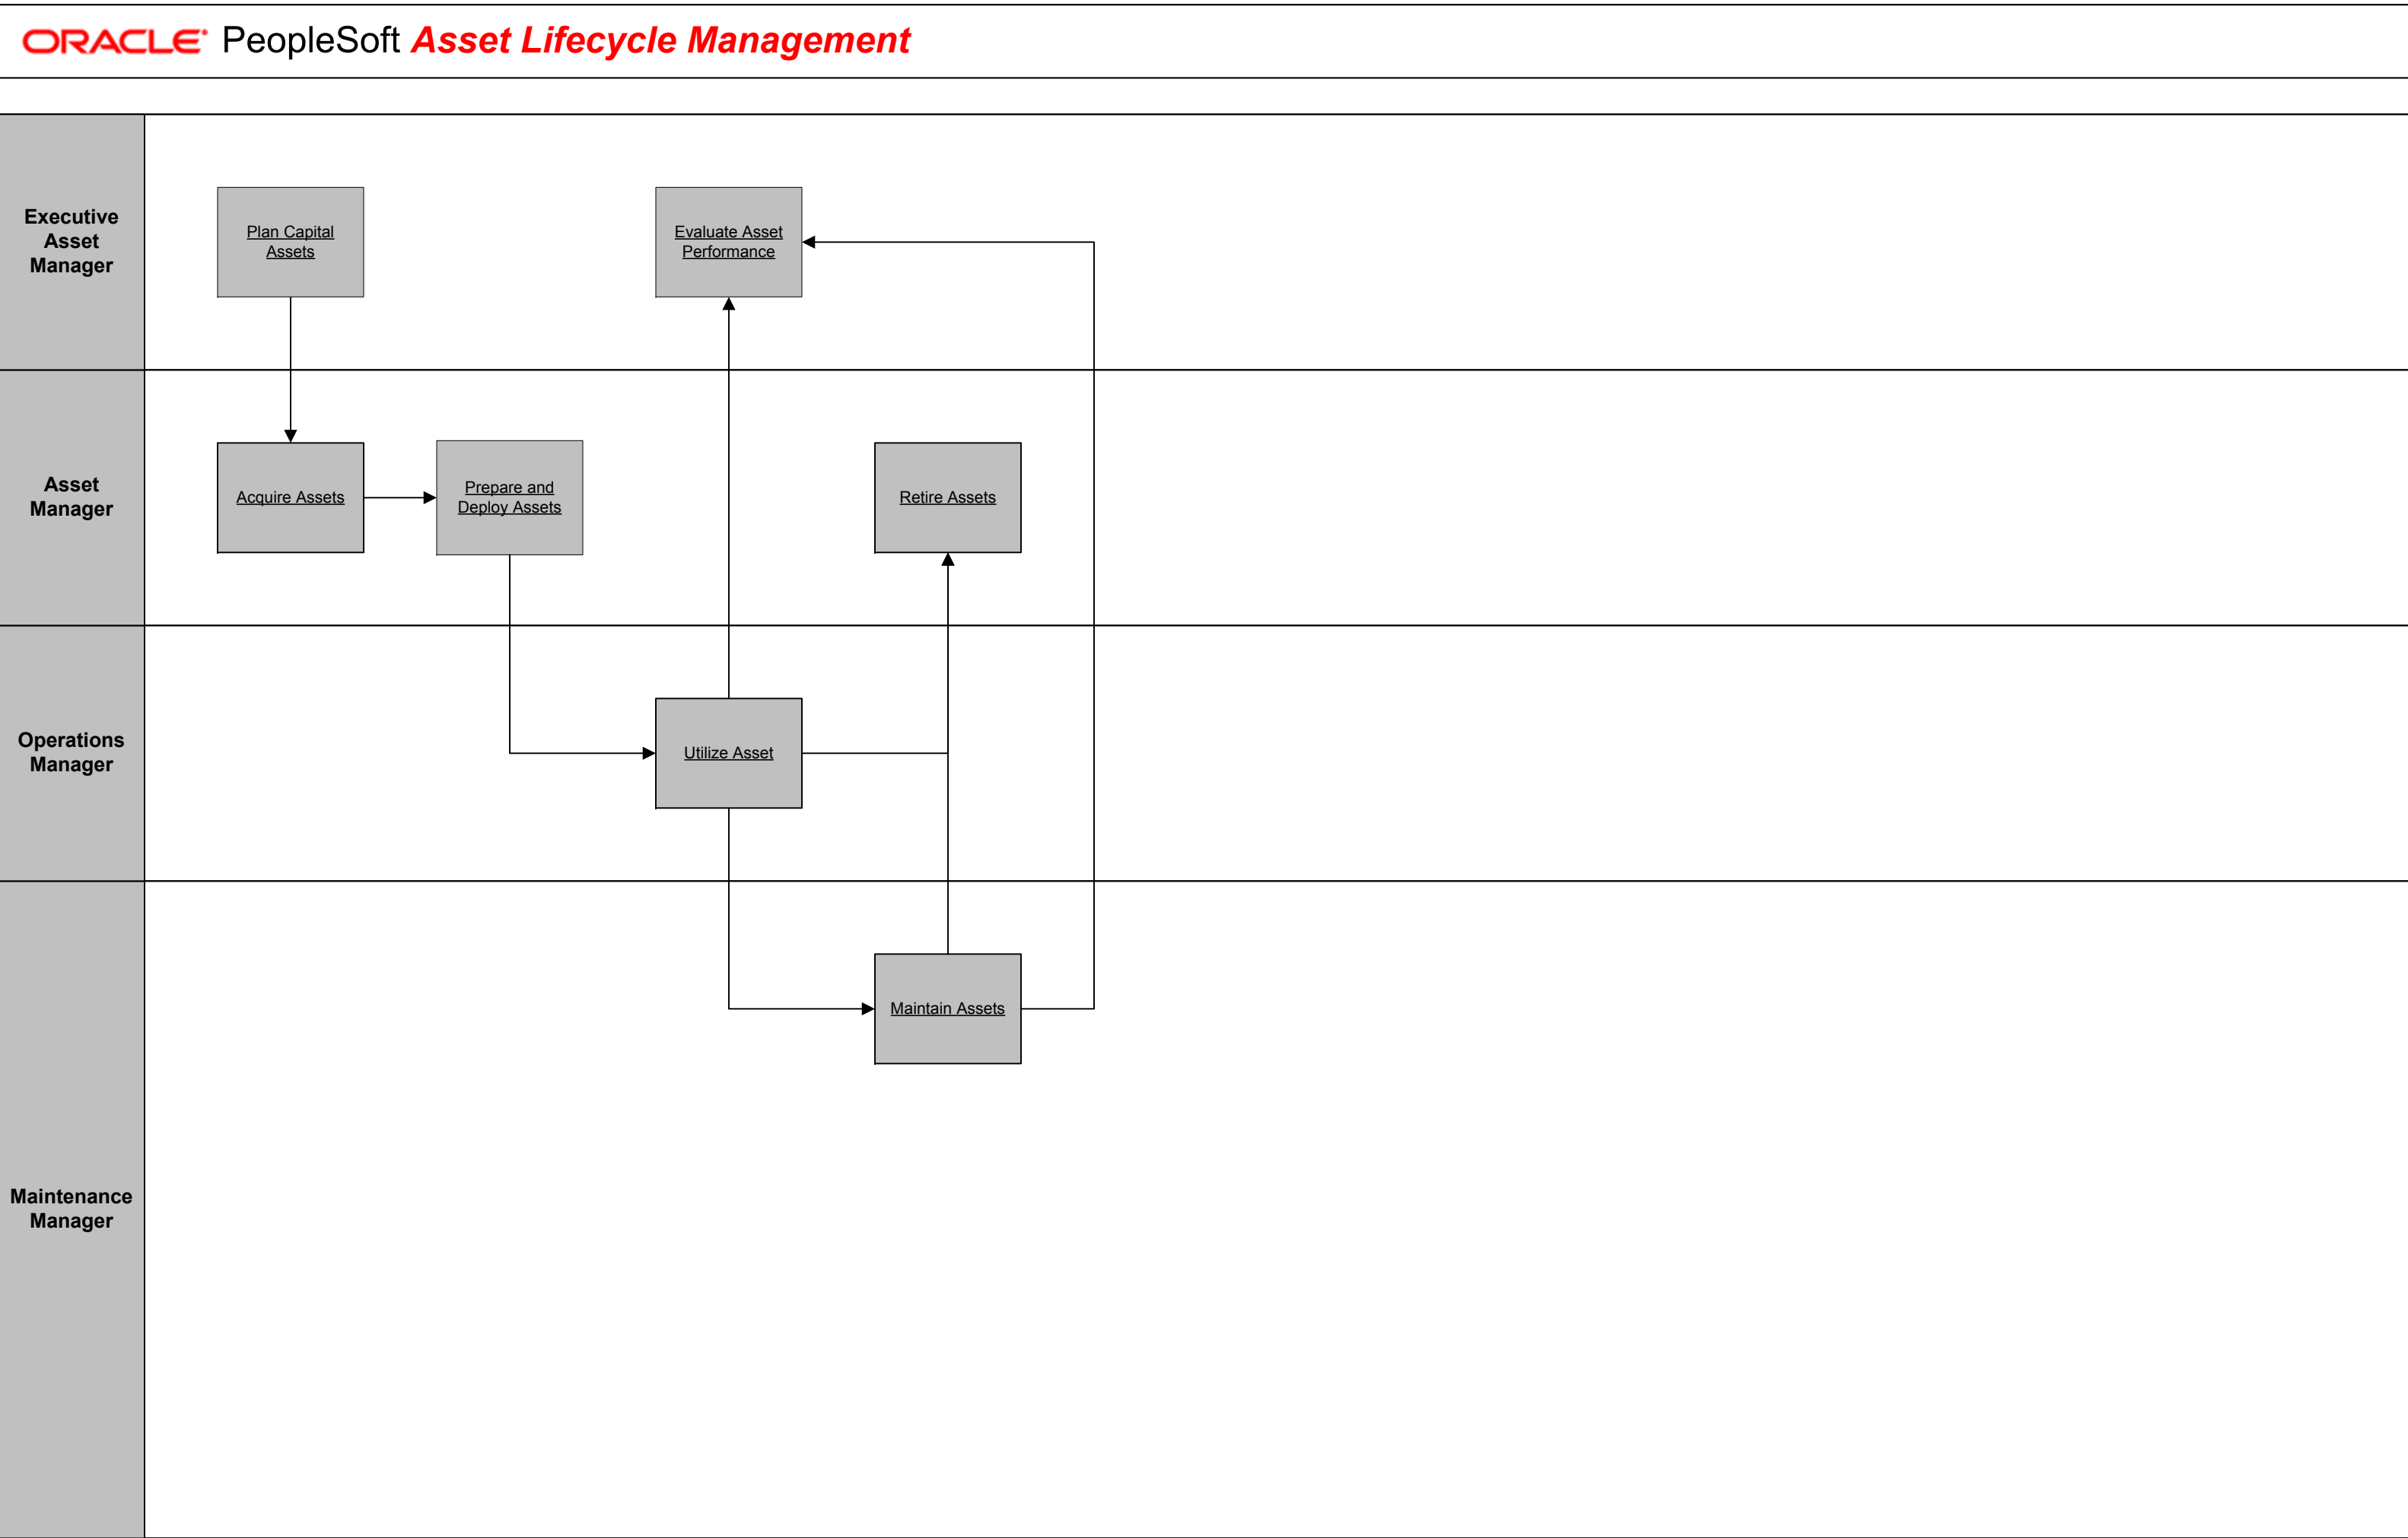 ORACLE® PeopleSoft Asset Lifecycle Management
Executive
Asset
Manager
Plan Capital
Assets
Evaluate Asset
Performance
Asset
Manager
Acquire Assets
Prepare and
Deploy Assets
Retire Assets
Operations
Manager
Utilize Asset
Maintain Assets
Maintenance
Manager